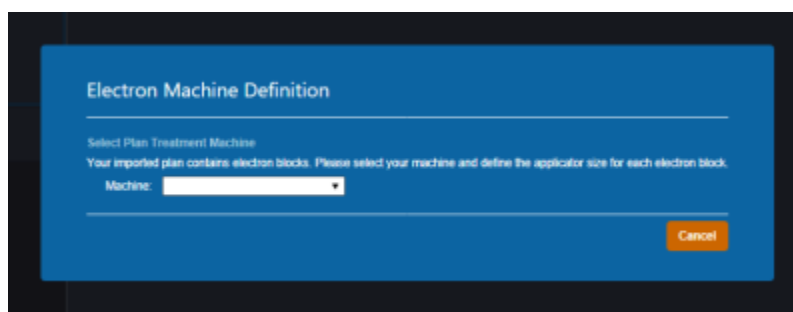 Electron Machine Definition
Select Plan Treatment Machine
Your imported plan contains electron blocks. Please select your machine and define the applicator size for each electron block.
Machine:
Cancel